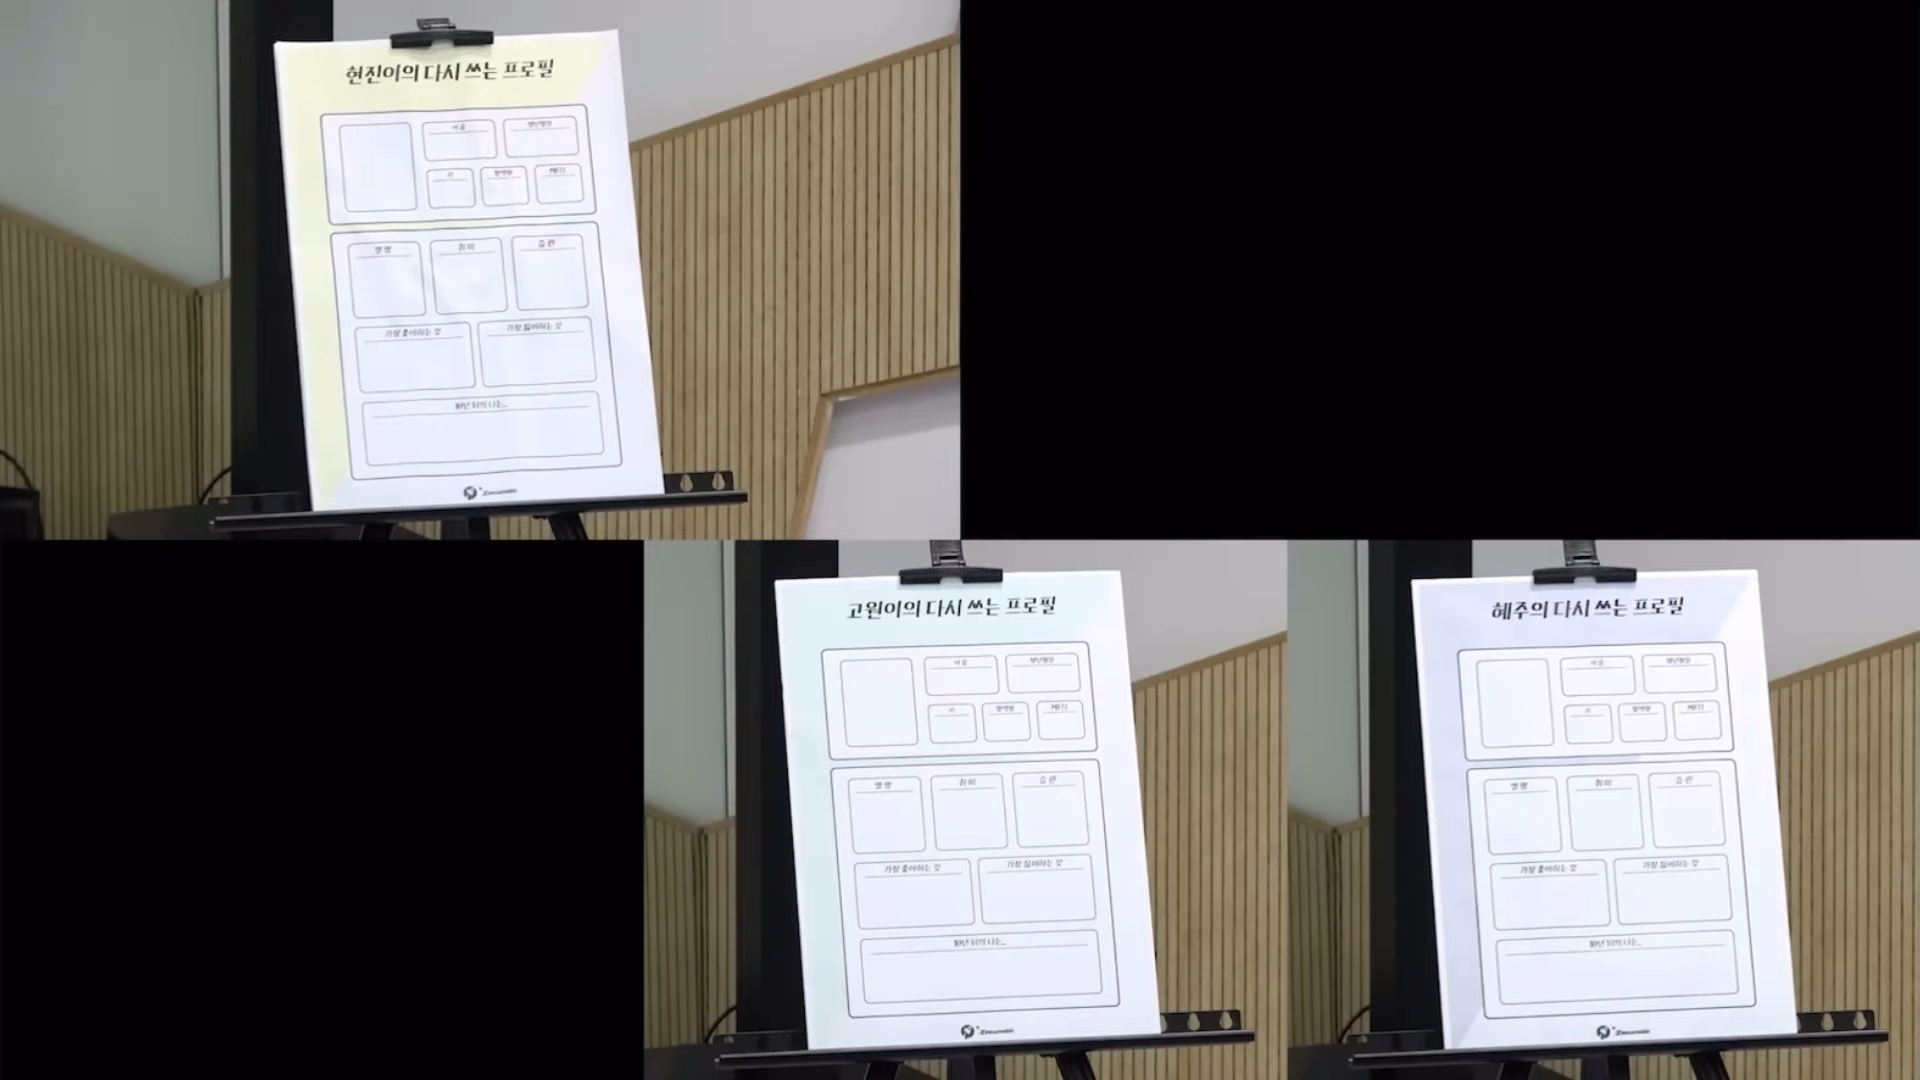 현진이의 다시 쓰는 프로필
이름
생년월일
키
혈액형
MBTI
별명
취미
습관
가장 좋아하는 것
가장 싫어하는 것
10년 뒤의 나는...
고원이의 다시 쓰는 프로필
이름
생년월일
키
혈액형
MBTI
별명
취미
습관
가장 좋아하는 것
가장 싫어하는 것
10년 뒤의 나는...
혜주의 다시 쓰는 프로필
이름
생년월일
키
혈액형
MBTI
별명
취미
습관
가장 좋아하는 것
가장 싫어하는 것
10년 뒤의 나는...